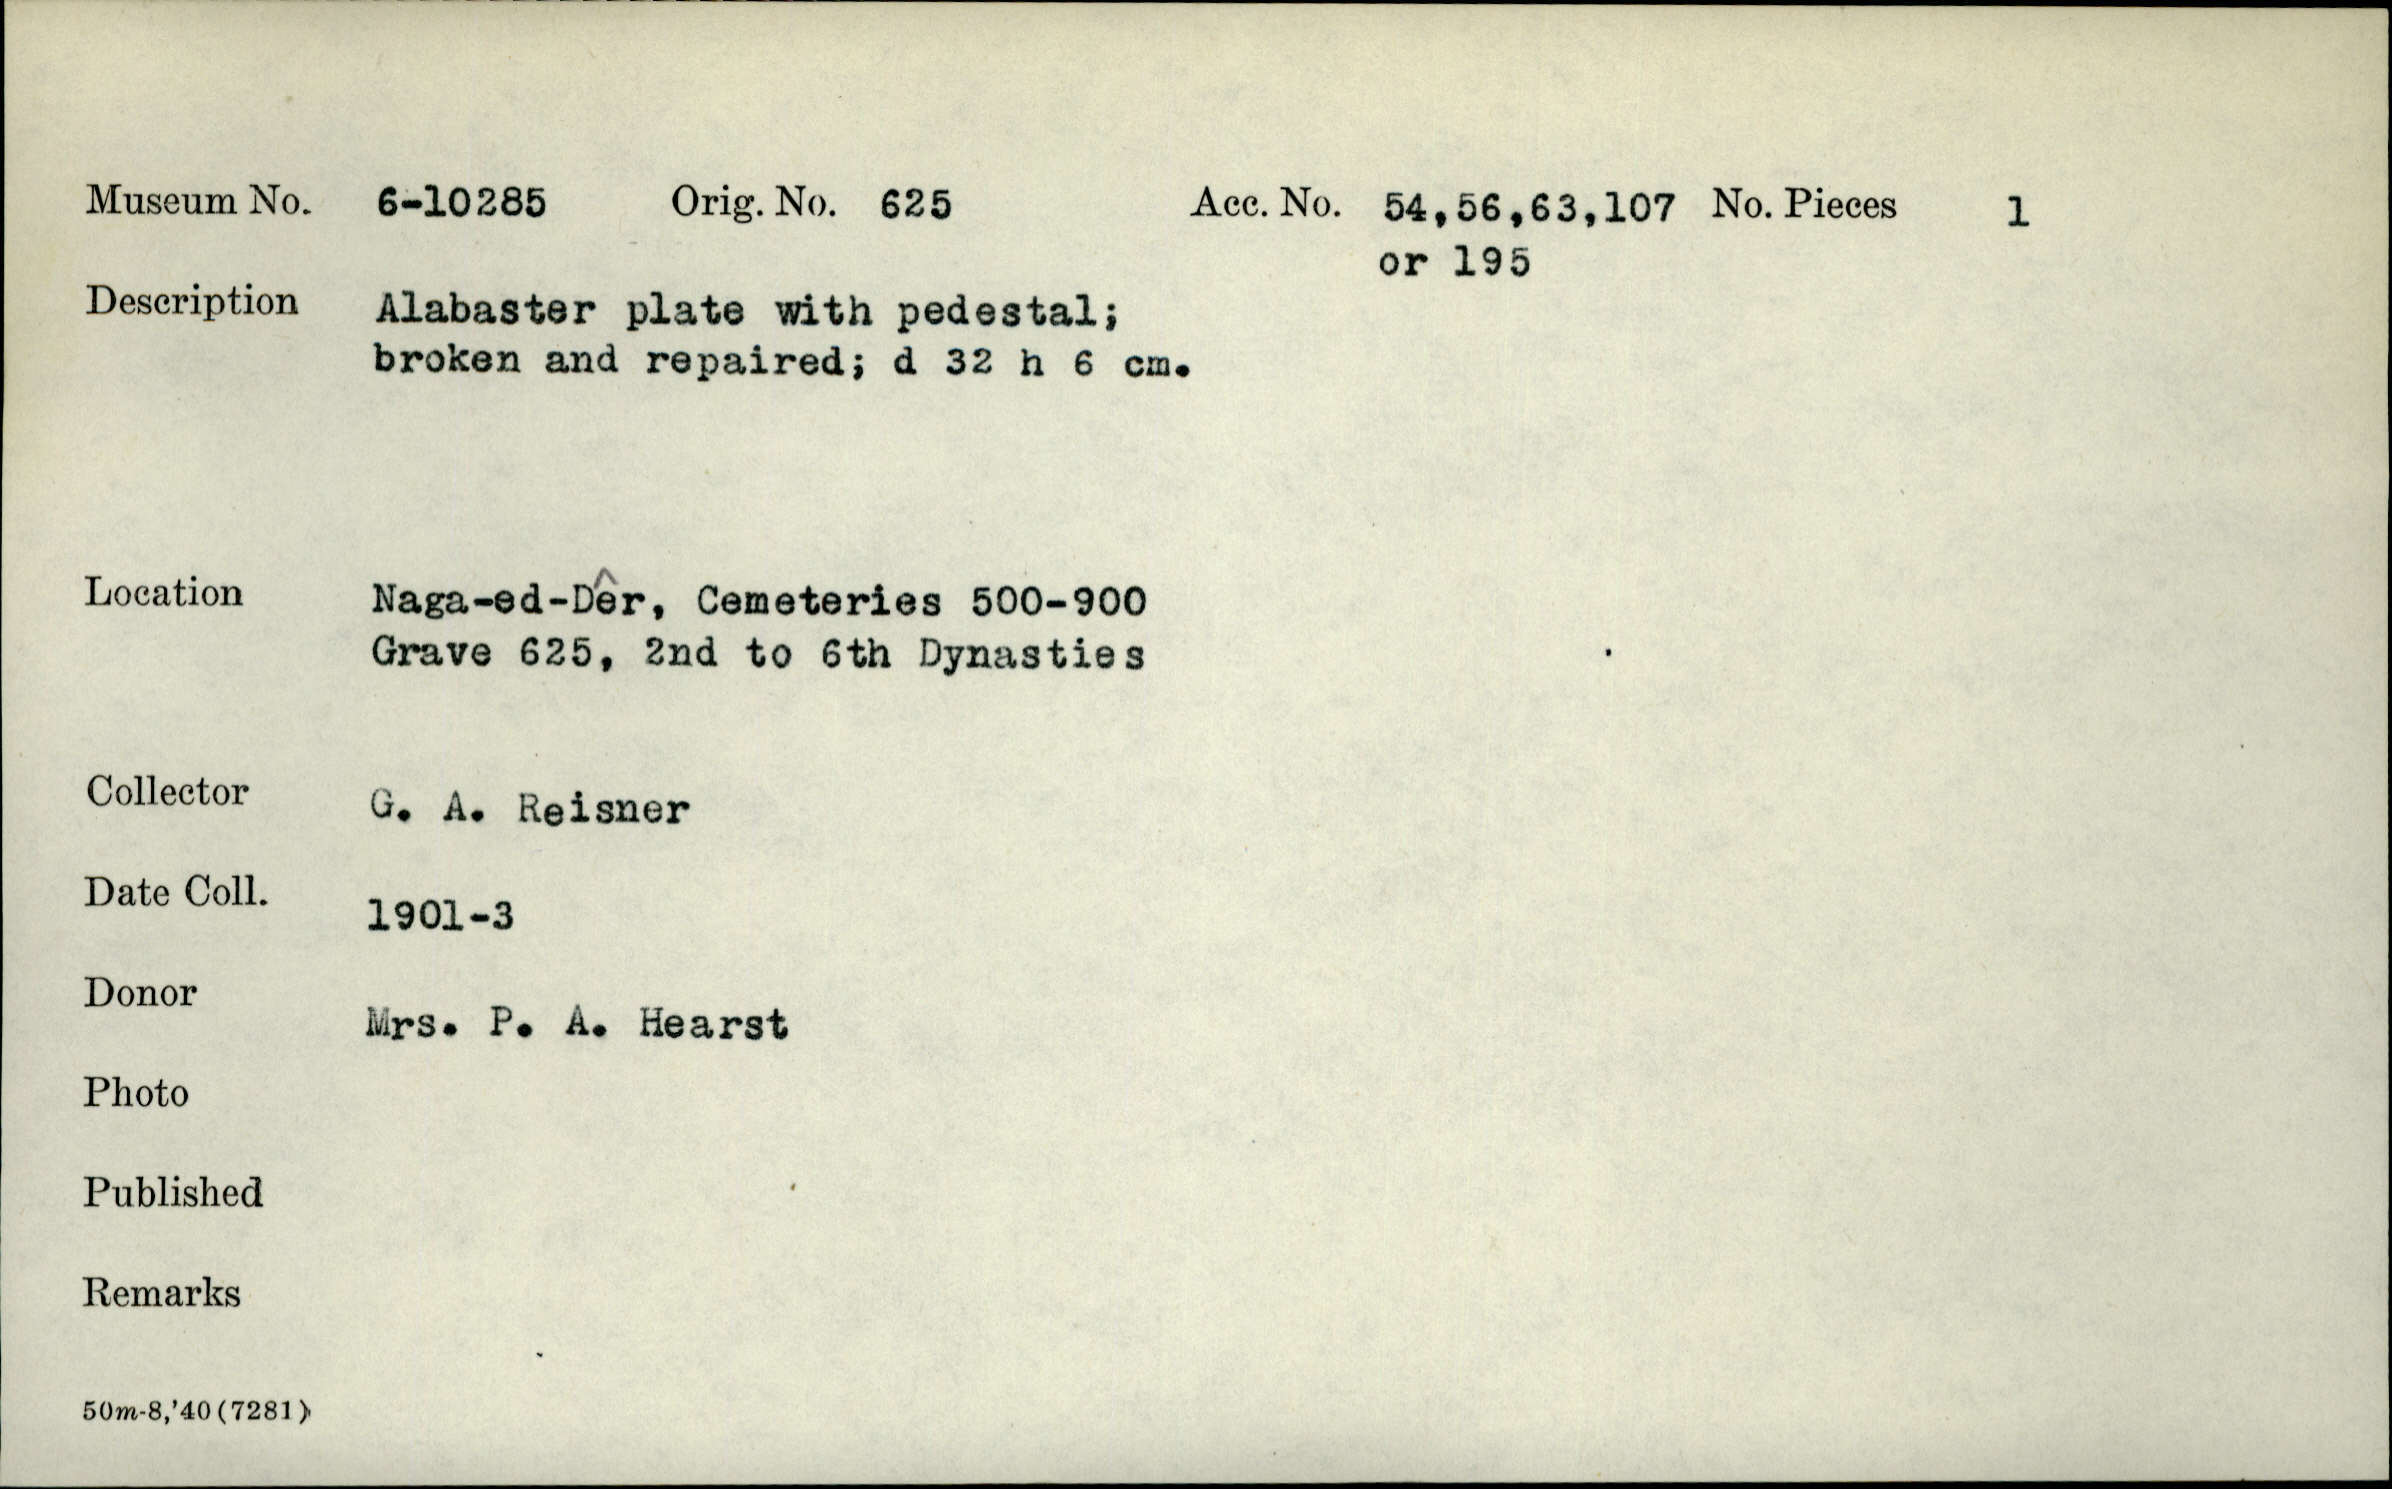 Museum No. 6-10285 Orig. No. 625 Acc. No. 54,56,63,107 No. Pieces 1
or 195
Description Alabaster plate with pedestal;
broken and repaired; d 32 h 6 cm.
Location Naga-ed-Dêr, Cemeteries 500-900
Grave 625, 2nd to 6th Dynasties
Collector G. A. Reisner
Date Coll. 1901-3
Donor Mrs. P. A. Hearst
Photo
Published
Remarks
50m-8,'40(7281)